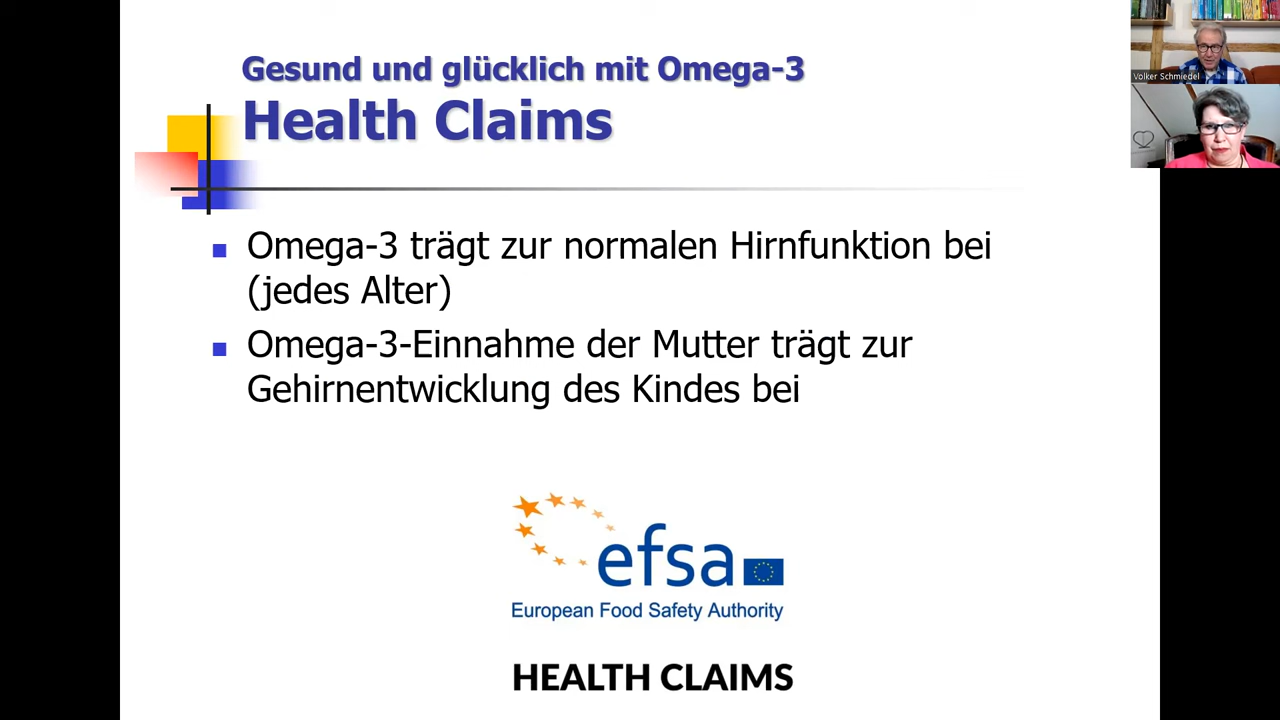 Gesund und glücklich mit Omega-3
Health Claims
Omega-3 trägt zur normalen Hirnfunktion bei
(jedes Alter)
Omega-3-Einnahme der Mutter trägt zur
Gehirnentwicklung des Kindes bei
efsa
European Food Safety Authority
HEALTH CLAIMS
Volker Schmiedel